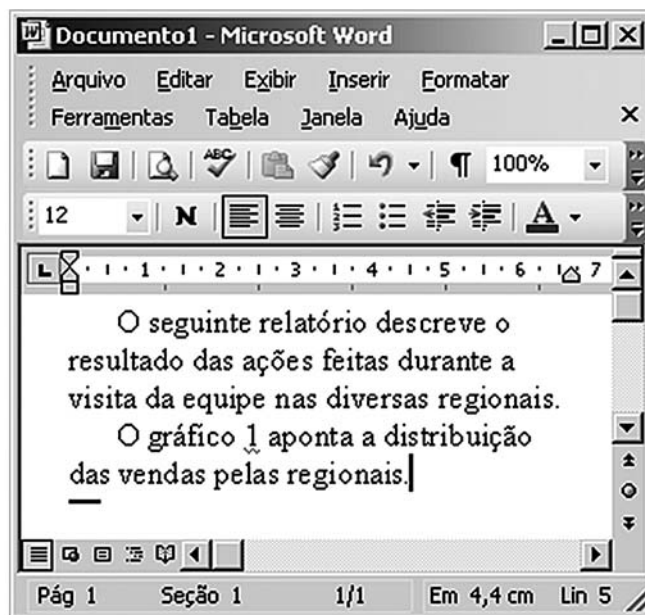 Documento1 - Microsoft Word
Arquivo Editar Exibir Inserir Formatar
Ferramentas Tabela Janela Ajuda
ABC ¶ 100%
12 N A
1 2 3 4 5 6 7
O seguinte relatório descreve o
resultado das ações feitas durante a
visita da equipe nas diversas regionais.
O gráfico 1 aponta a distribuição
das vendas pelas regionais.
Pág 1 Seção 1 1/1 Em 4,4 cm Lin 5